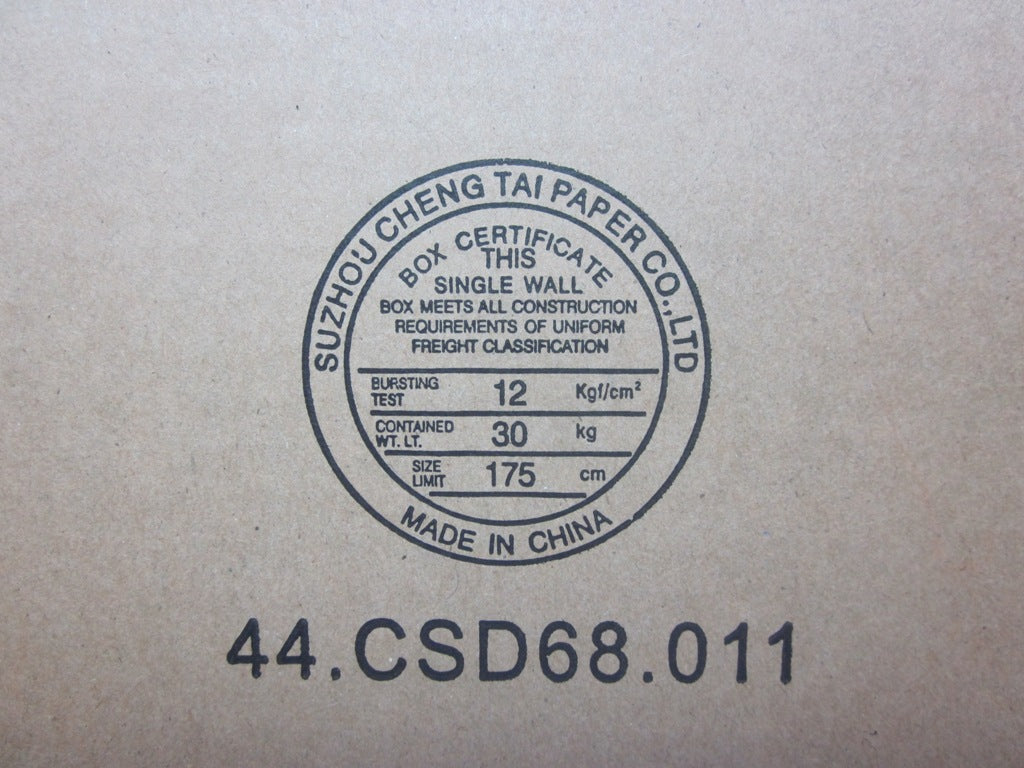 SUZHOU CHENG TAI PAPER CO.,LTD
BOX CERTIFICATE
THIS
SINGLE WALL
BOX MEETS ALL CONSTRUCTION
REQUIREMENTS OF UNIFORM
FREIGHT CLASSIFICATION
BURSTING TEST 12 Kgf/cm²
CONTAINED WT. LT. 30 kg
SIZE LIMIT 175 cm
MADE IN CHINA
44.CSD68.011